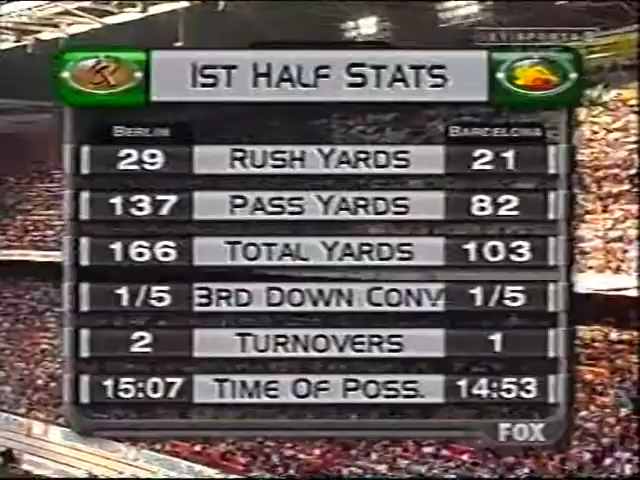 1ST HALF STATS
BERLIN BARCELONA
29 RUSH YARDS 21
137 PASS YARDS 82
166 TOTAL YARDS 103
1/5 3RD DOWN CONV 1/5
2 TURNOVERS 1
15:07 TIME OF POSS. 14:53
FOX